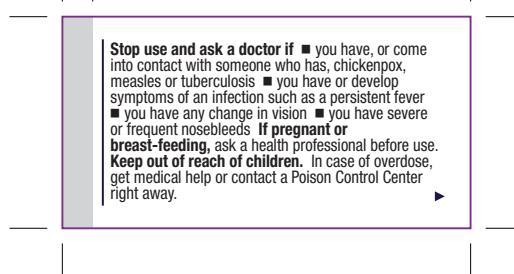 Stop use and ask a doctor if ■ you have, or come
into contact with someone who has, chickenpox,
measles or tuberculosis ■ you have or develop
symptoms of an infection such as a persistent fever
■ you have any change in vision ■ you have severe
or frequent nosebleeds If pregnant or
breast-feeding, ask a health professional before use.
Keep out of reach of children. In case of overdose,
get medical help or contact a Poison Control Center
right away.